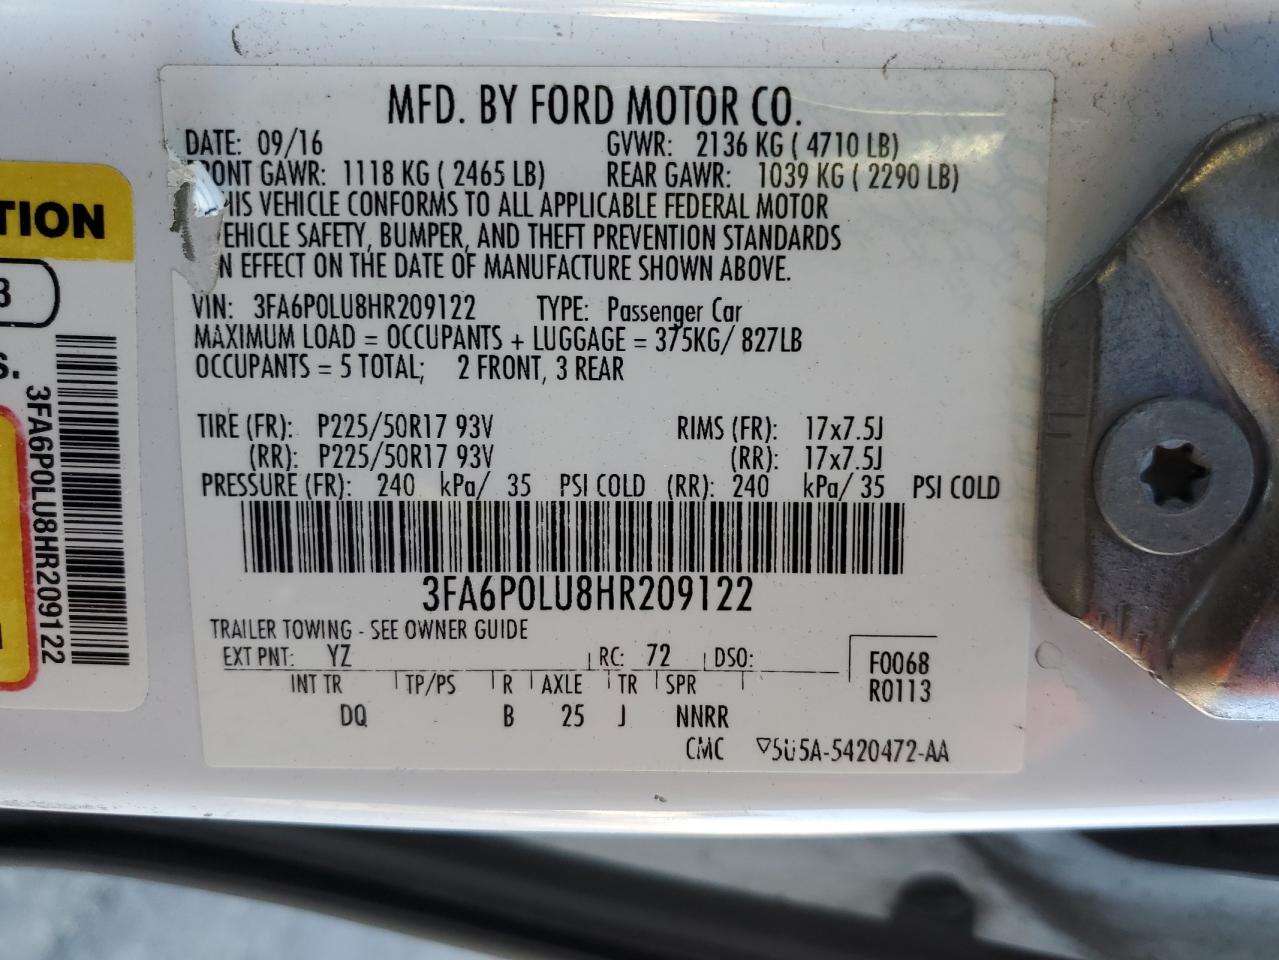 MFD. BY FORD MOTOR CO.
DATE: 09/16 GVWR: 2136 KG ( 4710 LB)
RONT GAWR: 1118 KG ( 2465 LB) REAR GAWR: 1039 KG ( 2290 LB)
HIS VEHICLE CONFORMS TO ALL APPLICABLE FEDERAL MOTOR
EHICLE SAFETY, BUMPER, AND THEFT PREVENTION STANDARDS
N EFFECT ON THE DATE OF MANUFACTURE SHOWN ABOVE.
VIN: 3FA6P0LU8HR209122 TYPE: Passenger Car
MAXIMUM LOAD = OCCUPANTS + LUGGAGE = 375KG/ 827LB
OCCUPANTS = 5 TOTAL; 2 FRONT, 3 REAR
TIRE (FR): P225/50R17 93V RIMS (FR): 17x7.5J
(RR): P225/50R17 93V (RR): 17x7.5J
PRESSURE (FR): 240 kPa/ 35 PSI COLD (RR): 240 kPa/ 35 PSI COLD
3FA6P0LU8HR209122
TRAILER TOWING - SEE OWNER GUIDE
EXT PNT: YZ RC: 72 DSO:
F0068
INT TR TP/PS R AXLE TR SPR
R0113
DQ B 25 J NNRR
CMC ▽5U5A-5420472-AA
TION
3
S.
3FA6P0LU8HR209122